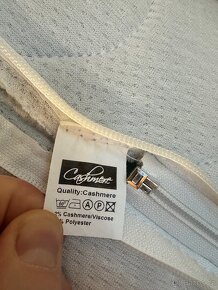 Cashmere
Quality:Cashmere
% Cashmere/Viscose
% Polyester